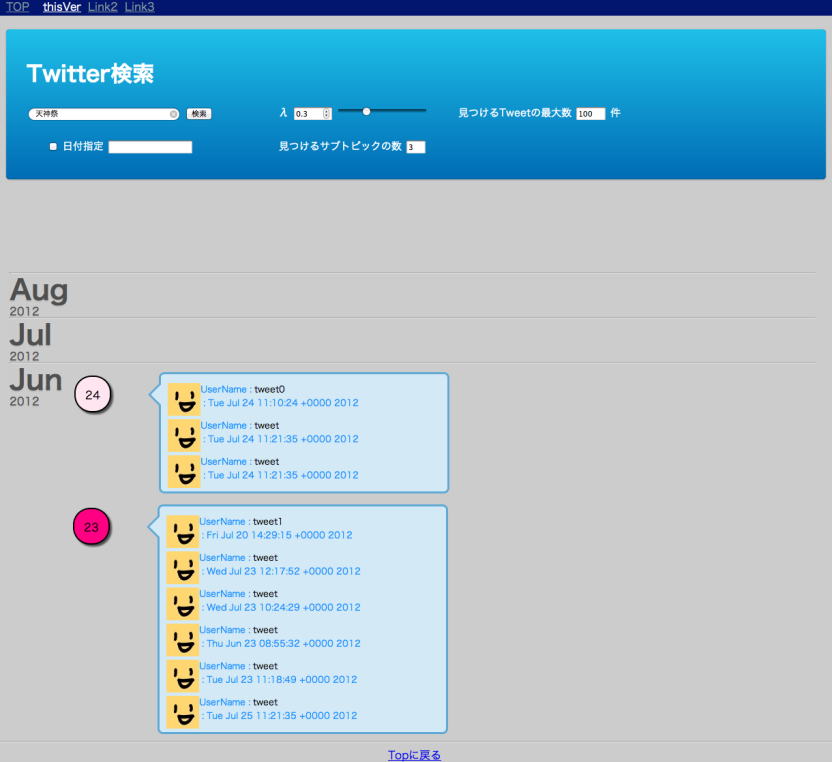 TOP thisVer Link2 Link3
Twitter検索
天神祭 検索 λ 0.3 見つけるTweetの最大数 100 件
日付指定 見つけるサブトピックの数 3
Aug
2012
Jul
2012
Jun
2012
24
UserName : tweet0
: Tue Jul 24 11:10:24 +0000 2012
UserName : tweet
: Tue Jul 24 11:21:35 +0000 2012
UserName : tweet
: Tue Jul 24 11:21:35 +0000 2012
23
UserName : tweet1
: Fri Jul 20 14:29:15 +0000 2012
UserName : tweet
: Wed Jul 23 12:17:52 +0000 2012
UserName : tweet
: Wed Jul 23 10:24:29 +0000 2012
UserName : tweet
: Thu Jun 23 08:55:32 +0000 2012
UserName : tweet
: Tue Jul 23 11:18:49 +0000 2012
UserName : tweet
: Tue Jul 25 11:21:35 +0000 2012
Topに戻る